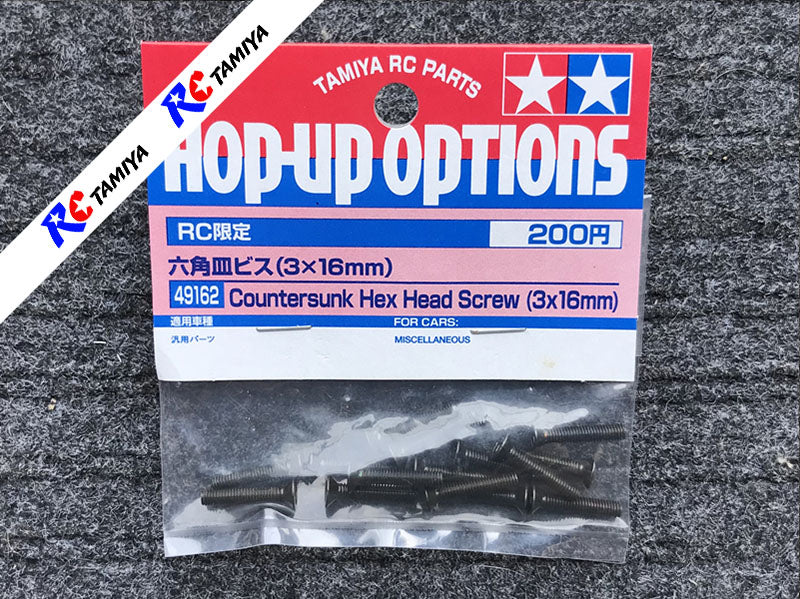 RC TAMIYA
RC TAMIYA
TAMIYA RC PARTS
HOP-UP OPTIONS
RC限定 200円
六角皿ビス(3×16mm)
49162 Countersunk Hex Head Screw (3x16mm)
適用車種 FOR CARS:
汎用パーツ MISCELLANEOUS